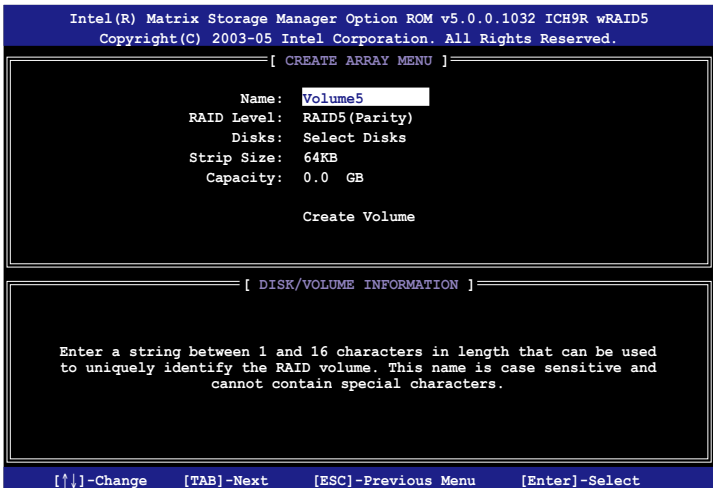 Intel(R) Matrix Storage Manager Option ROM v5.0.0.1032 ICH9R wRAID5
Copyright(C) 2003-05 Intel Corporation. All Rights Reserved.
[ CREATE ARRAY MENU ]
Name: Volume5
RAID Level: RAID5(Parity)
Disks: Select Disks
Strip Size: 64KB
Capacity: 0.0 GB
Create Volume
[ DISK/VOLUME INFORMATION ]
Enter a string between 1 and 16 characters in length that can be used
to uniquely identify the RAID volume. This name is case sensitive and
cannot contain special characters.
[↑↓]-Change [TAB]-Next [ESC]-Previous Menu [Enter]-Select